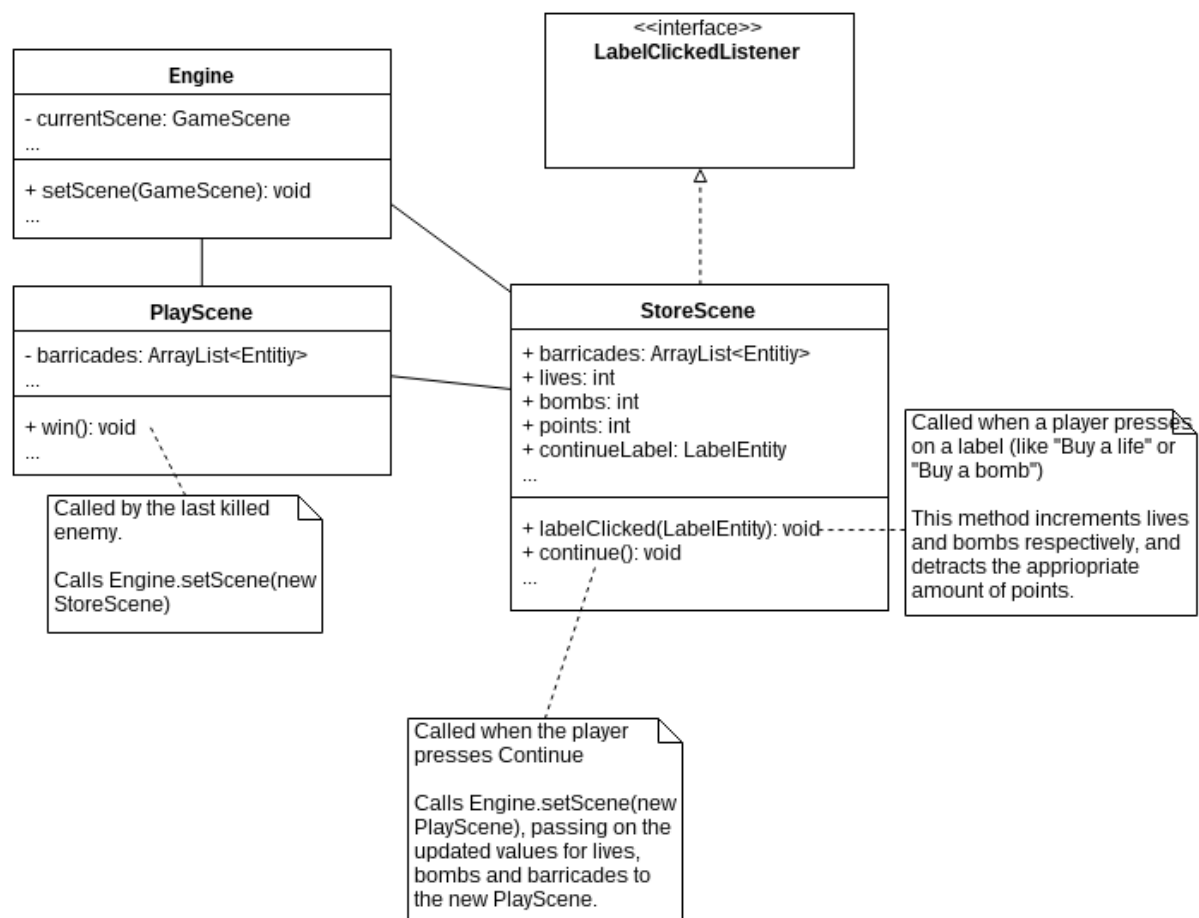 Engine
- currentScene: GameScene
...
+ setScene(GameScene): void
...
<<interface>>
LabelClickedListener
PlayScene
- barricades: ArrayList<Entitiy>
...
+ win(): void
...
StoreScene
+ barricades: ArrayList<Entitiy>
+ lives: int
+ bombs: int
+ points: int
+ continueLabel: LabelEntity
...
+ labelClicked(LabelEntity): void
+ continue(): void
...
Called by the last killed
enemy.
Calls Engine.setScene(new
StoreScene)
Called when a player presses
on a label (like "Buy a life" or
"Buy a bomb")
This method increments lives
and bombs respectively, and
detracts the appriopriate
amount of points.
Called when the player
presses Continue
Calls Engine.setScene(new
PlayScene), passing on the
updated values for lives,
bombs and barricades to
the new PlayScene.